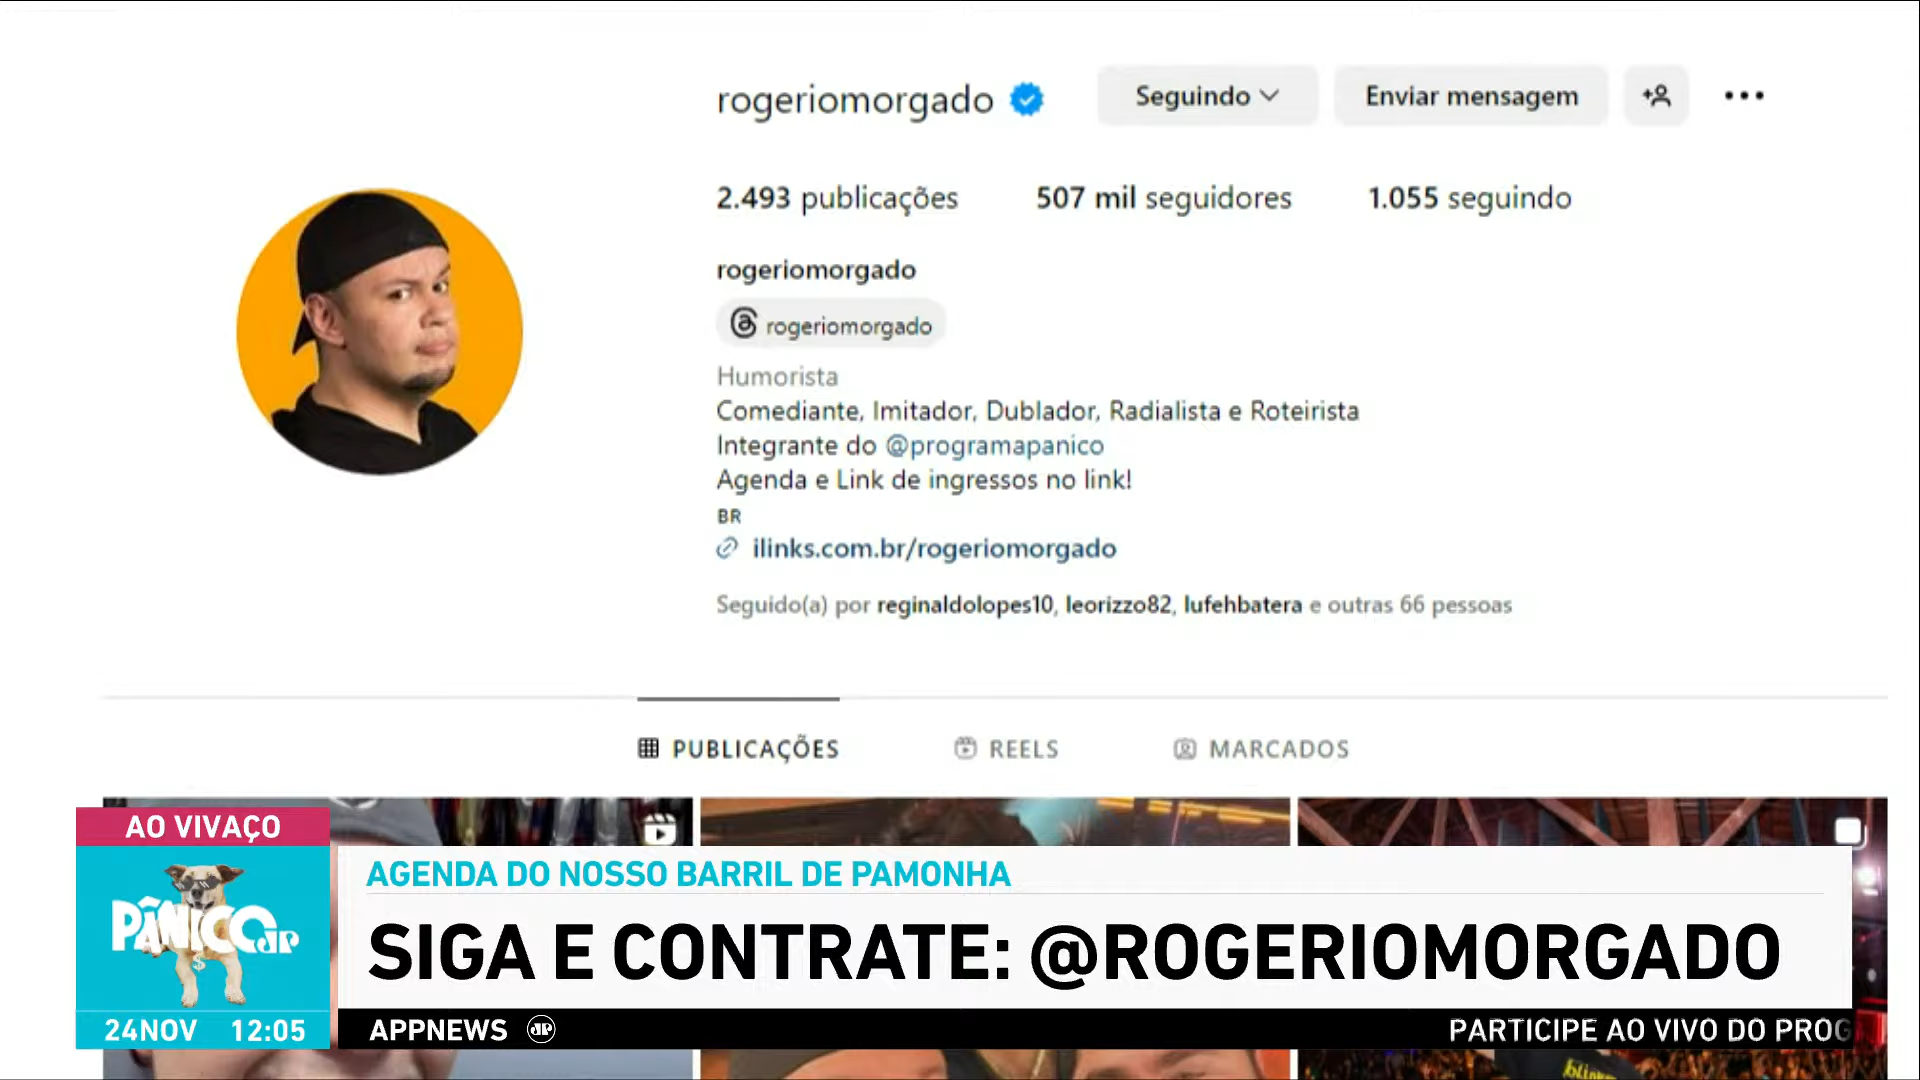 rogeriomorgado
Seguindo
Enviar mensagem
2.493 publicações
507 mil seguidores
1.055 seguindo
rogeriomorgado
rogeriomorgado
Humorista
Comediante, Imitador, Dublador, Radialista e Roteirista
Integrante do @programapanico
Agenda e Link de ingressos no link!
BR
ilinks.com.br/rogeriomorgado
Seguido(a) por reginaldolopes10, leorizzo82, lufehbatera e outras 66 pessoas
PUBLICAÇÕES
REELS
MARCADOS
AO VIVAÇO
PÂNICO JP
$
24NOV 12:05
AGENDA DO NOSSO BARRIL DE PAMONHA
SIGA E CONTRATE: @ROGERIOMORGADO
APPNEWS JP
PARTICIPE AO VIVO DO PROG